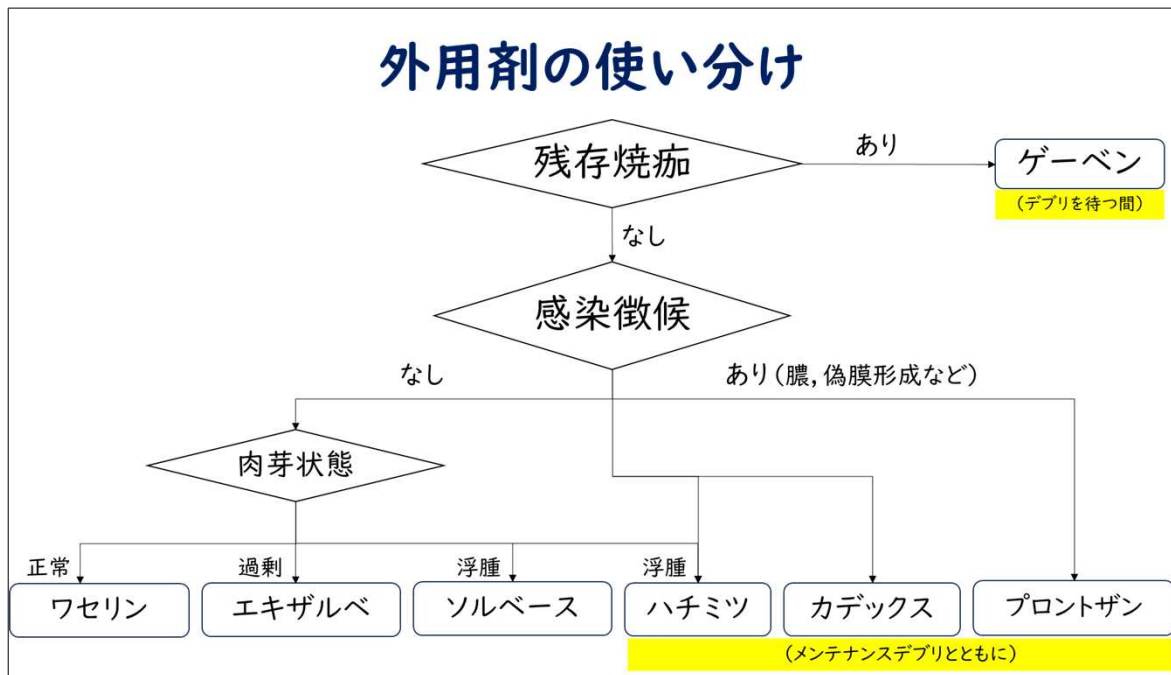 外用剤の使い分け
残存焼痂
あり
ゲーベン
(デブリを待つ間)
なし
感染徴候
なし
あり(膿,偽膜形成など)
肉芽状態
正常
過剰
浮腫
浮腫
ワセリン
エキザルベ
ソルベース
ハチミツ
カデックス
プロントザン
(メンテナンスデブリとともに)